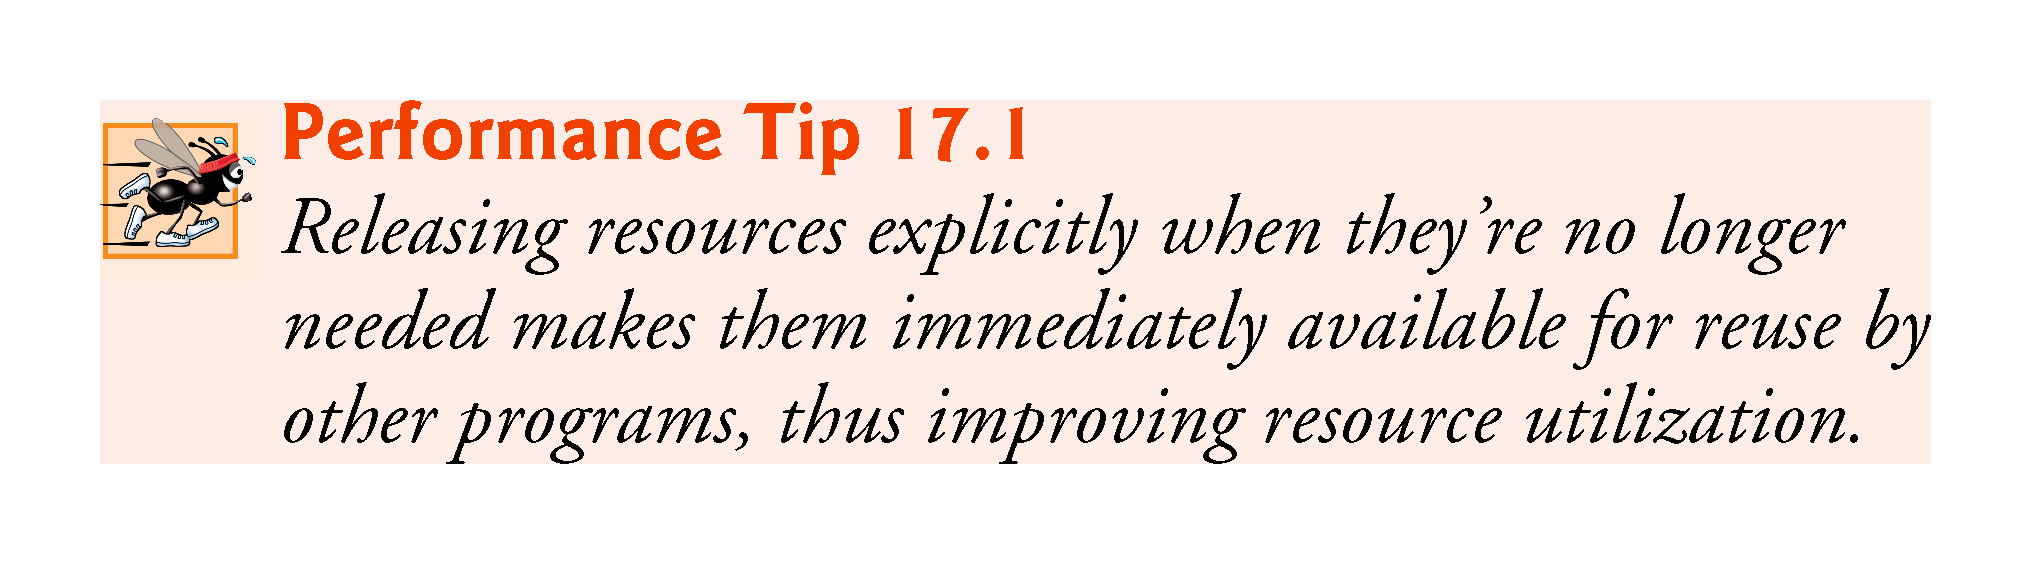 Performance Tip 17.1
Releasing resources explicitly when they’re no longer
needed makes them immediately available for reuse by
other programs, thus improving resource utilization.